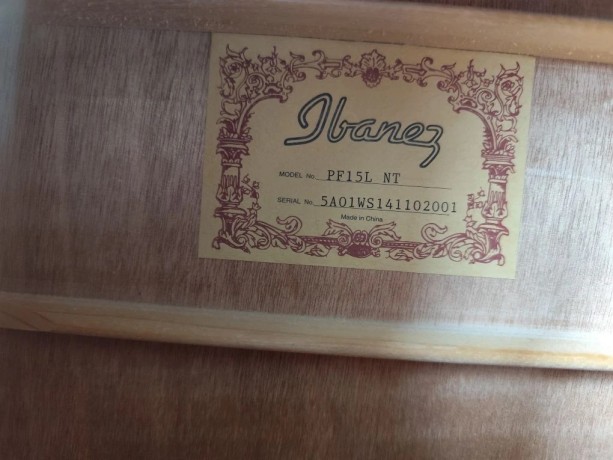 Ibanez
MODEL No. PF15L NT
SERIAL No. 5A01WS141102001
Made in China